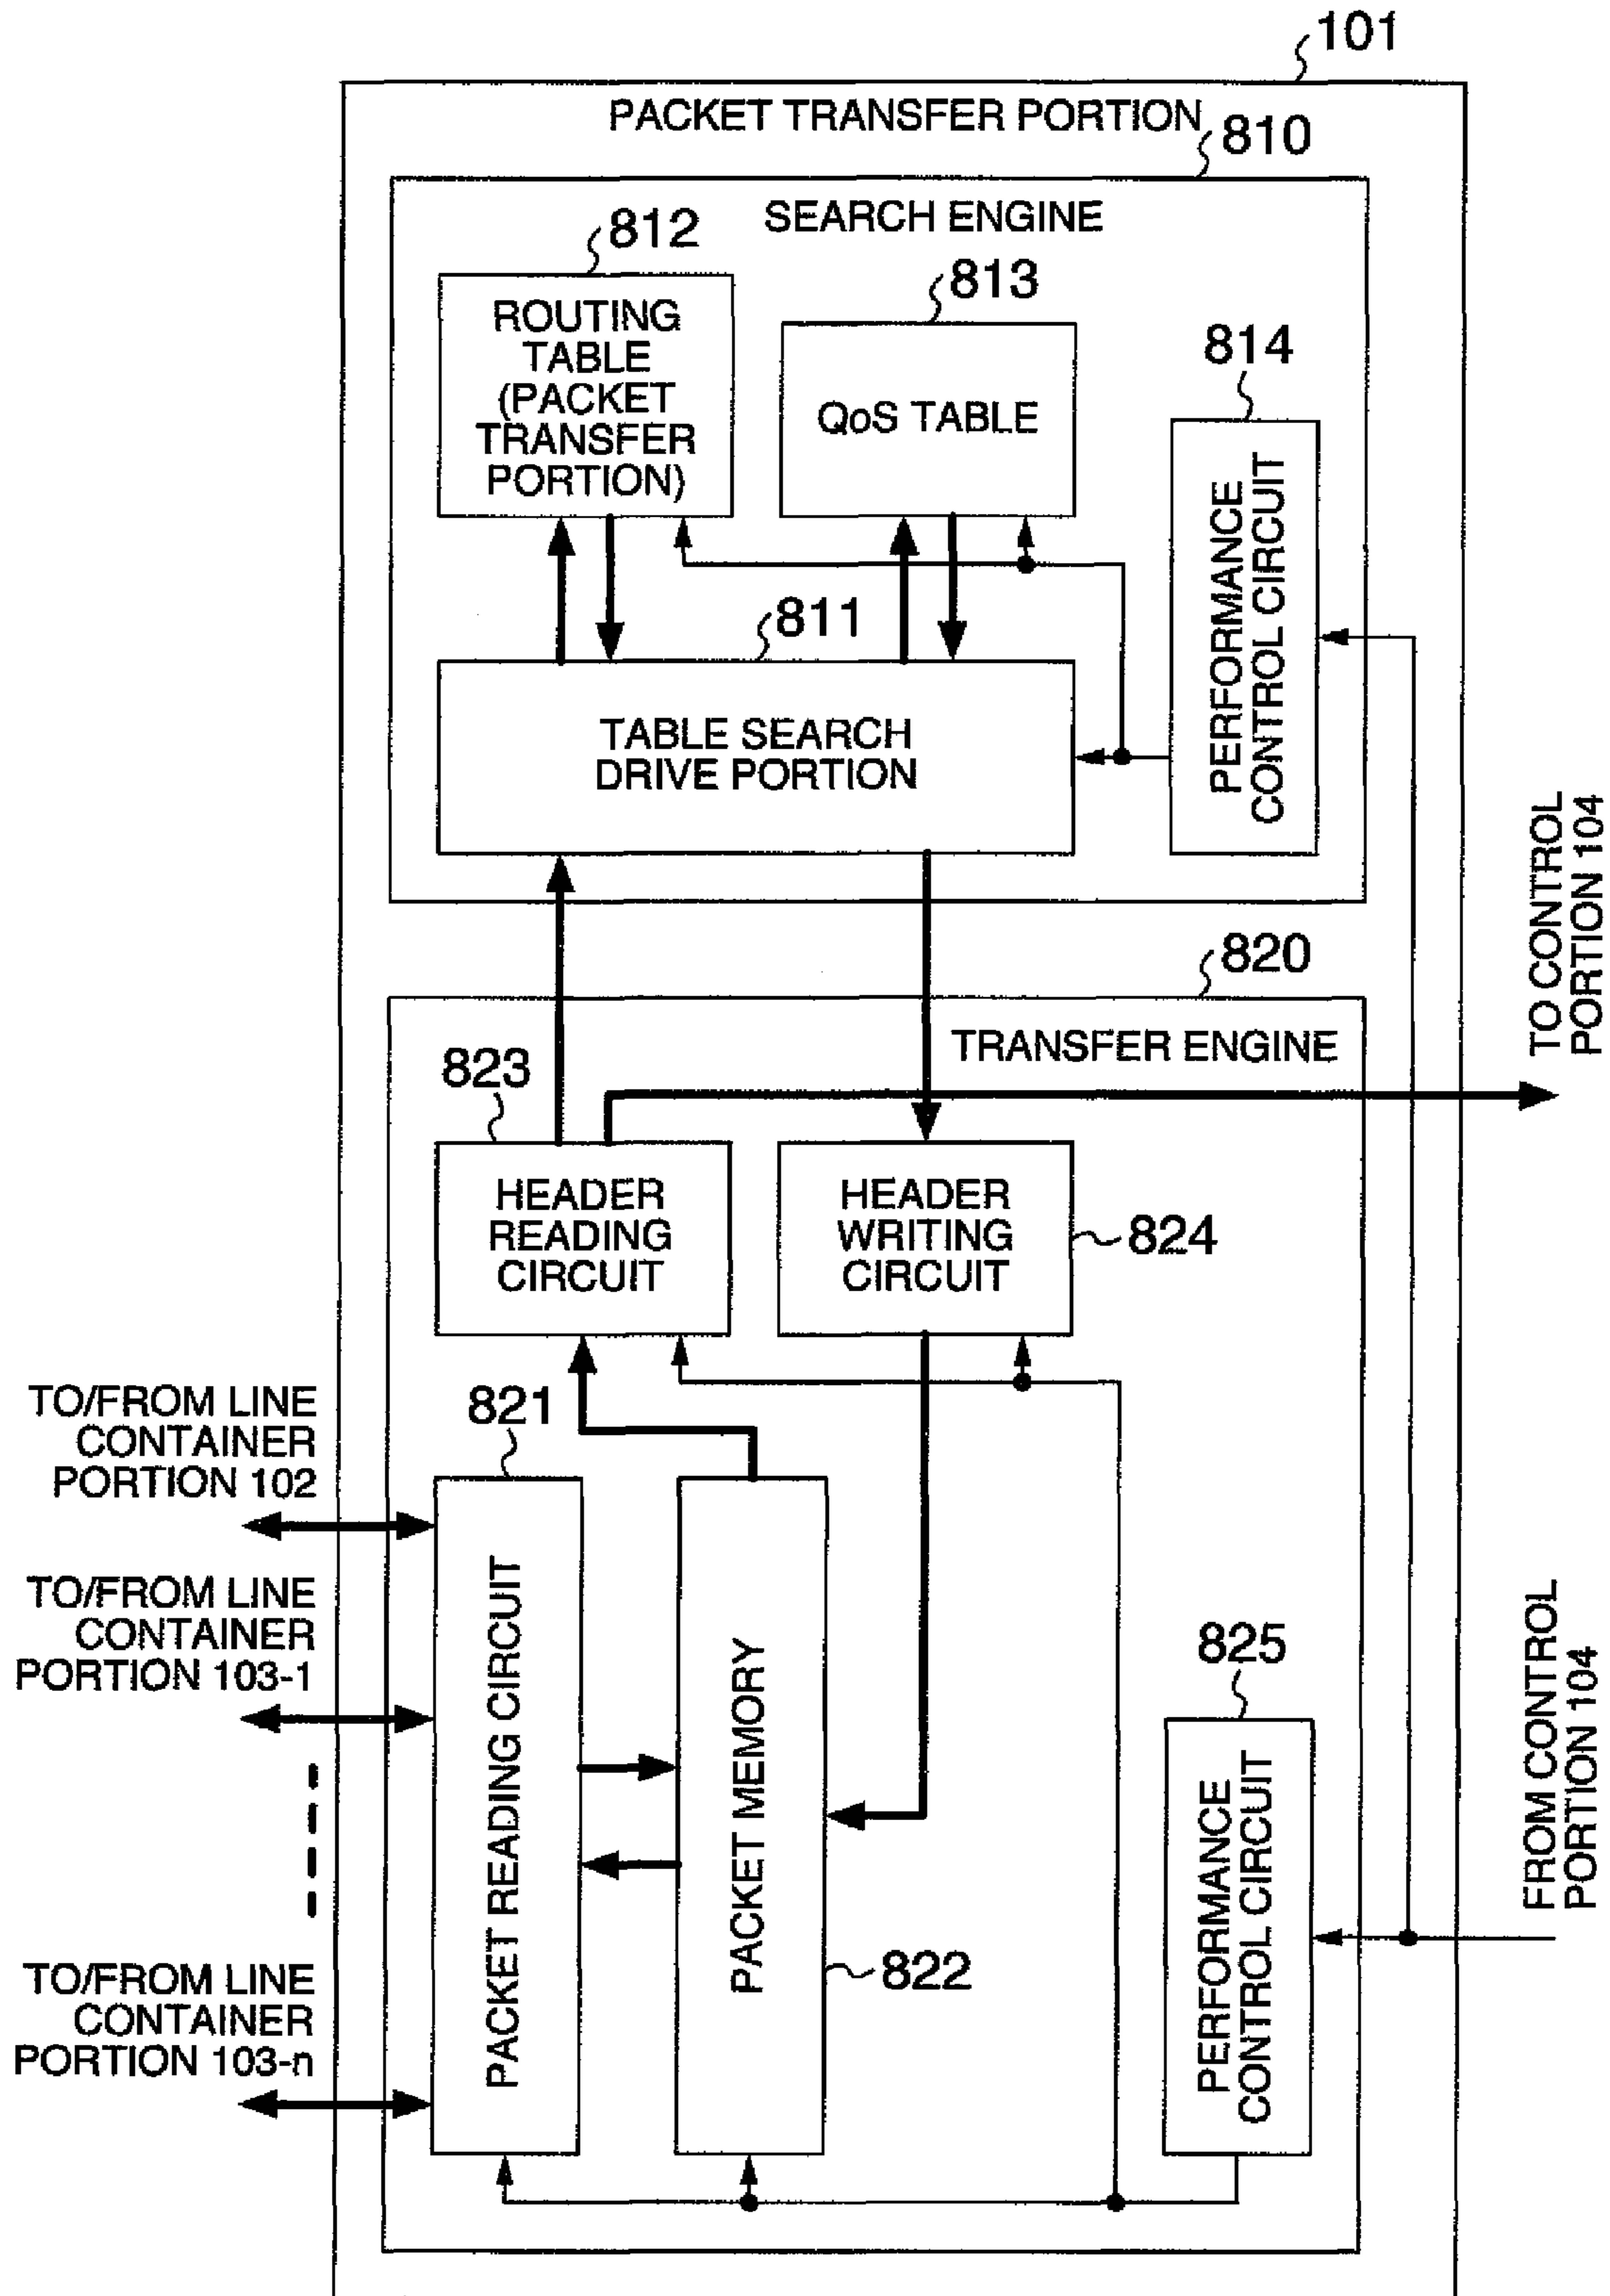 101
PACKET TRANSFER PORTION
810
SEARCH ENGINE
812
ROUTING
TABLE
(PACKET
TRANSFER
PORTION)
813
QoS TABLE
814
PERFORMANCE
CONTROL CIRCUIT
811
TABLE SEARCH
DRIVE PORTION
TO CONTROL
PORTION 104
820
TRANSFER ENGINE
823
HEADER
READING
CIRCUIT
HEADER
WRITING
CIRCUIT
824
TO/FROM LINE
CONTAINER
PORTION 102
TO/FROM LINE
CONTAINER
PORTION 103-1
TO/FROM LINE
CONTAINER
PORTION 103-n
821
PACKET READING CIRCUIT
PACKET MEMORY
822
825
PERFORMANCE
CONTROL CIRCUIT
FROM CONTROL
PORTION 104